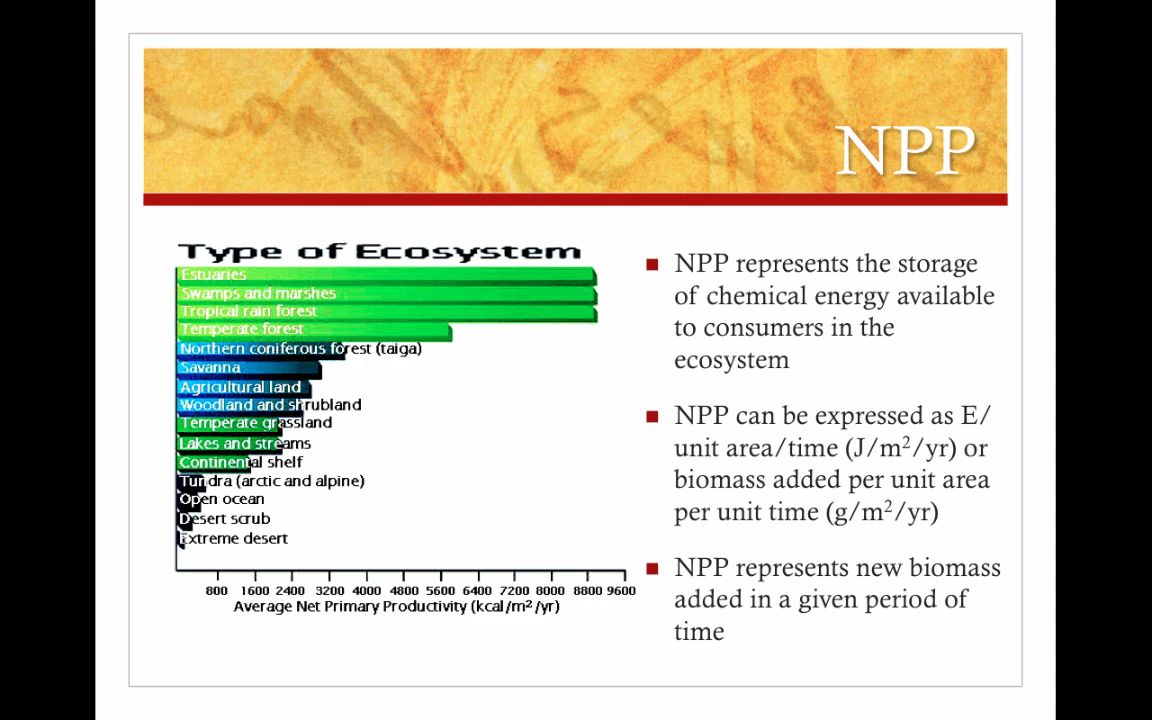 NPP
Type of Ecosystem
Estuaries
Swamps and marshes
Tropical rain forest
Temperate forest
Northern coniferous forest (taiga)
Savanna
Agricultural land
Woodland and shrubland
Temperate grassland
Lakes and streams
Continental shelf
Tundra (arctic and alpine)
Open ocean
Desert scrub
Extreme desert
800 1600 2400 3200 4000 4800 5600 6400 7200 8000 8800 9600
Average Net Primary Productivity (kcal/m²/yr)
■ NPP represents the storage
of chemical energy available
to consumers in the
ecosystem
■ NPP can be expressed as E/
unit area/time (J/m²/yr) or
biomass added per unit area
per unit time (g/m²/yr)
■ NPP represents new biomass
added in a given period of
time